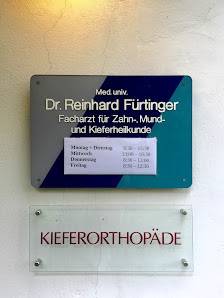 Med. univ.
Dr. Reinhard Fürtinger
Facharzt für Zahn-, Mund-
und Kieferheilkunde
Montag + Dienstag
Mittwoch
Donnerstag
Freitag
KIEFERORTHOPÄDE